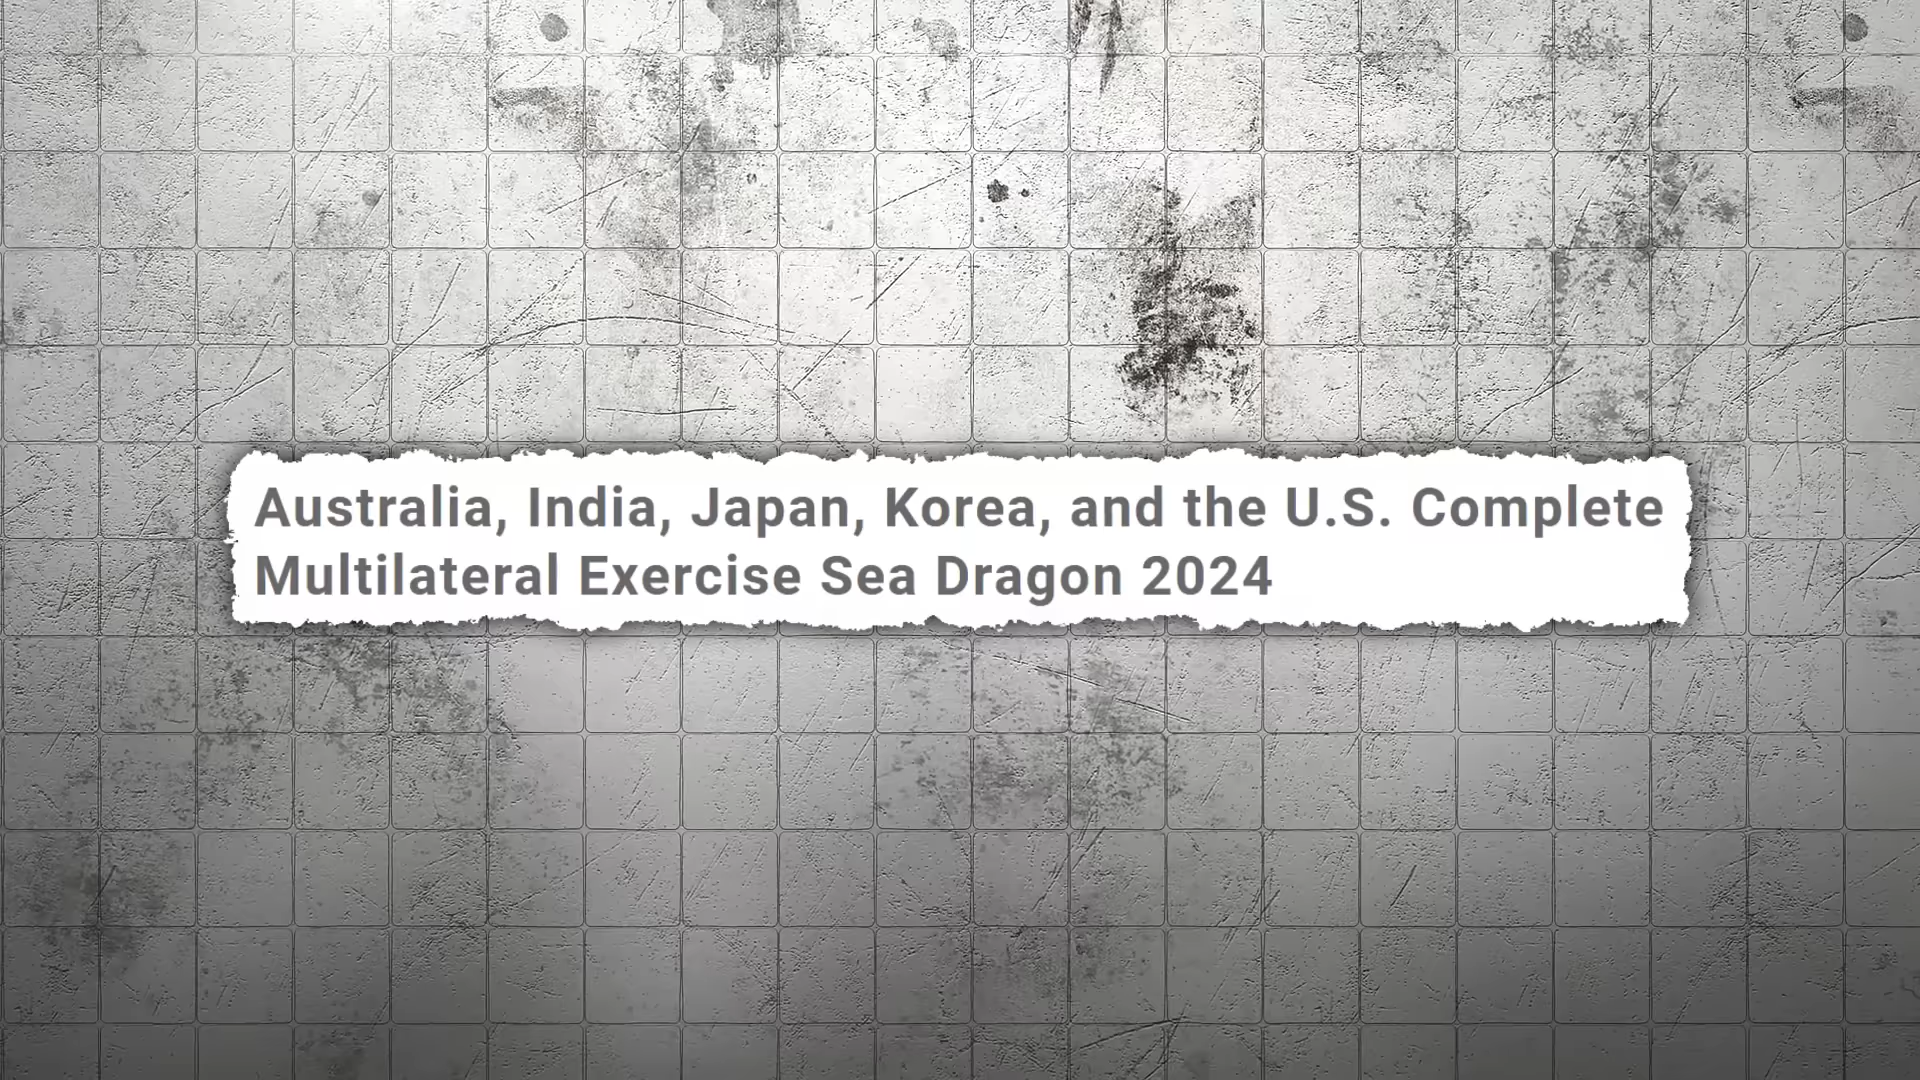 Australia, India, Japan, Korea, and the U.S. Complete
Multilateral Exercise Sea Dragon 2024